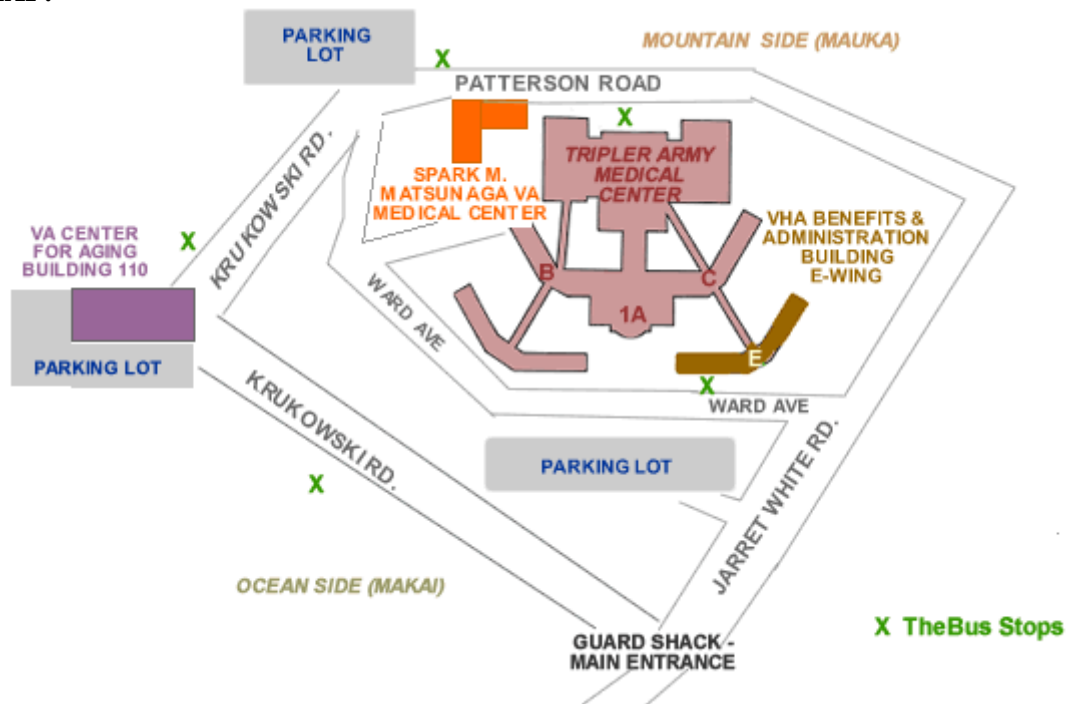 PARKING
LOT
MOUNTAIN SIDE (MAUKA)
X
PATTERSON ROAD
X
TRIPLER ARMY
MEDICAL
CENTER
SPARK M.
MATSUNAGA VA
MEDICAL CENTER
KRUKOWSKI RD.
VHA BENEFITS &
ADMINISTRATION
BUILDING
E-WING
VA CENTER
FOR AGING
BUILDING 110
X
B
C
1A
WARD AVE
E
X
PARKING LOT
WARD AVE
KRUKOWSKI RD.
PARKING LOT
X
JARRET WHITE RD.
OCEAN SIDE (MAKAI)
X TheBus Stops
GUARD SHACK -
MAIN ENTRANCE